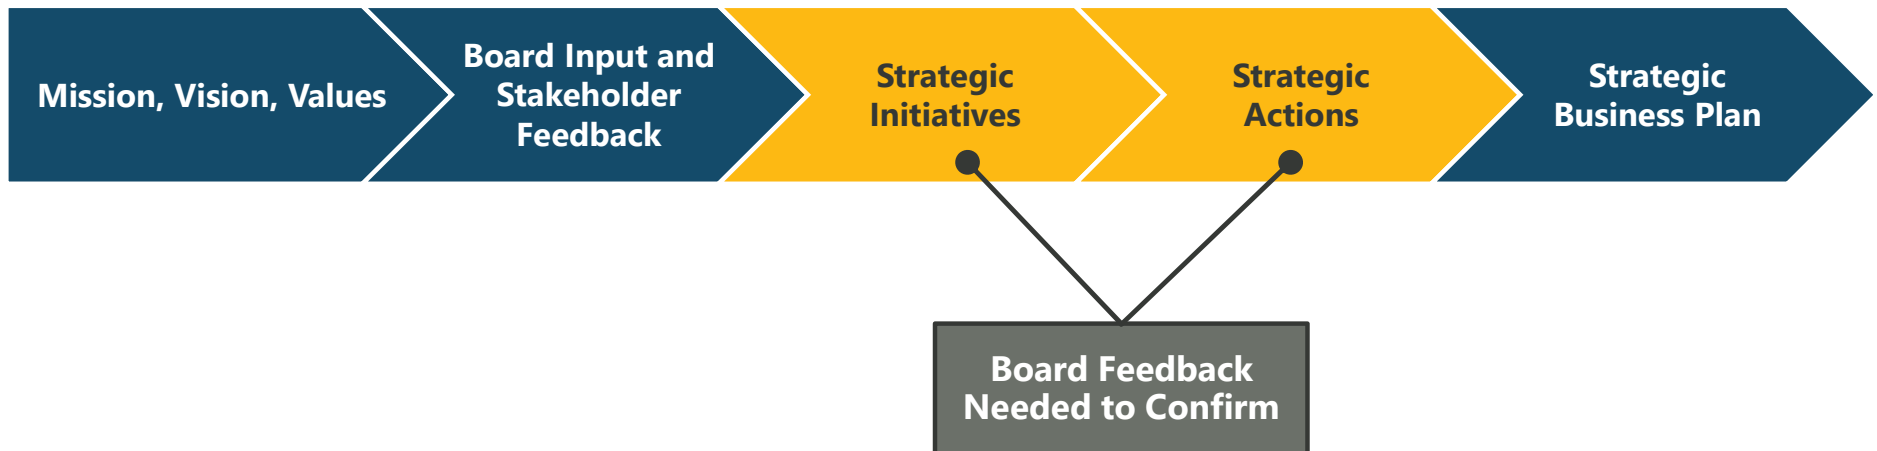 Mission, Vision, Values
Board Input and
Stakeholder
Feedback
Strategic
Initiatives
Strategic
Actions
Strategic
Business Plan
Board Feedback
Needed to Confirm